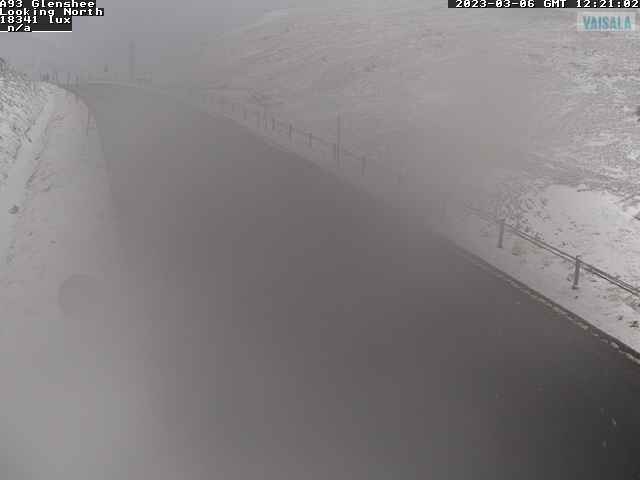 A93 Glenshee
Looking North
18341 lux
n/a
2023-03-06 GMT 12:21:02
VAISALA